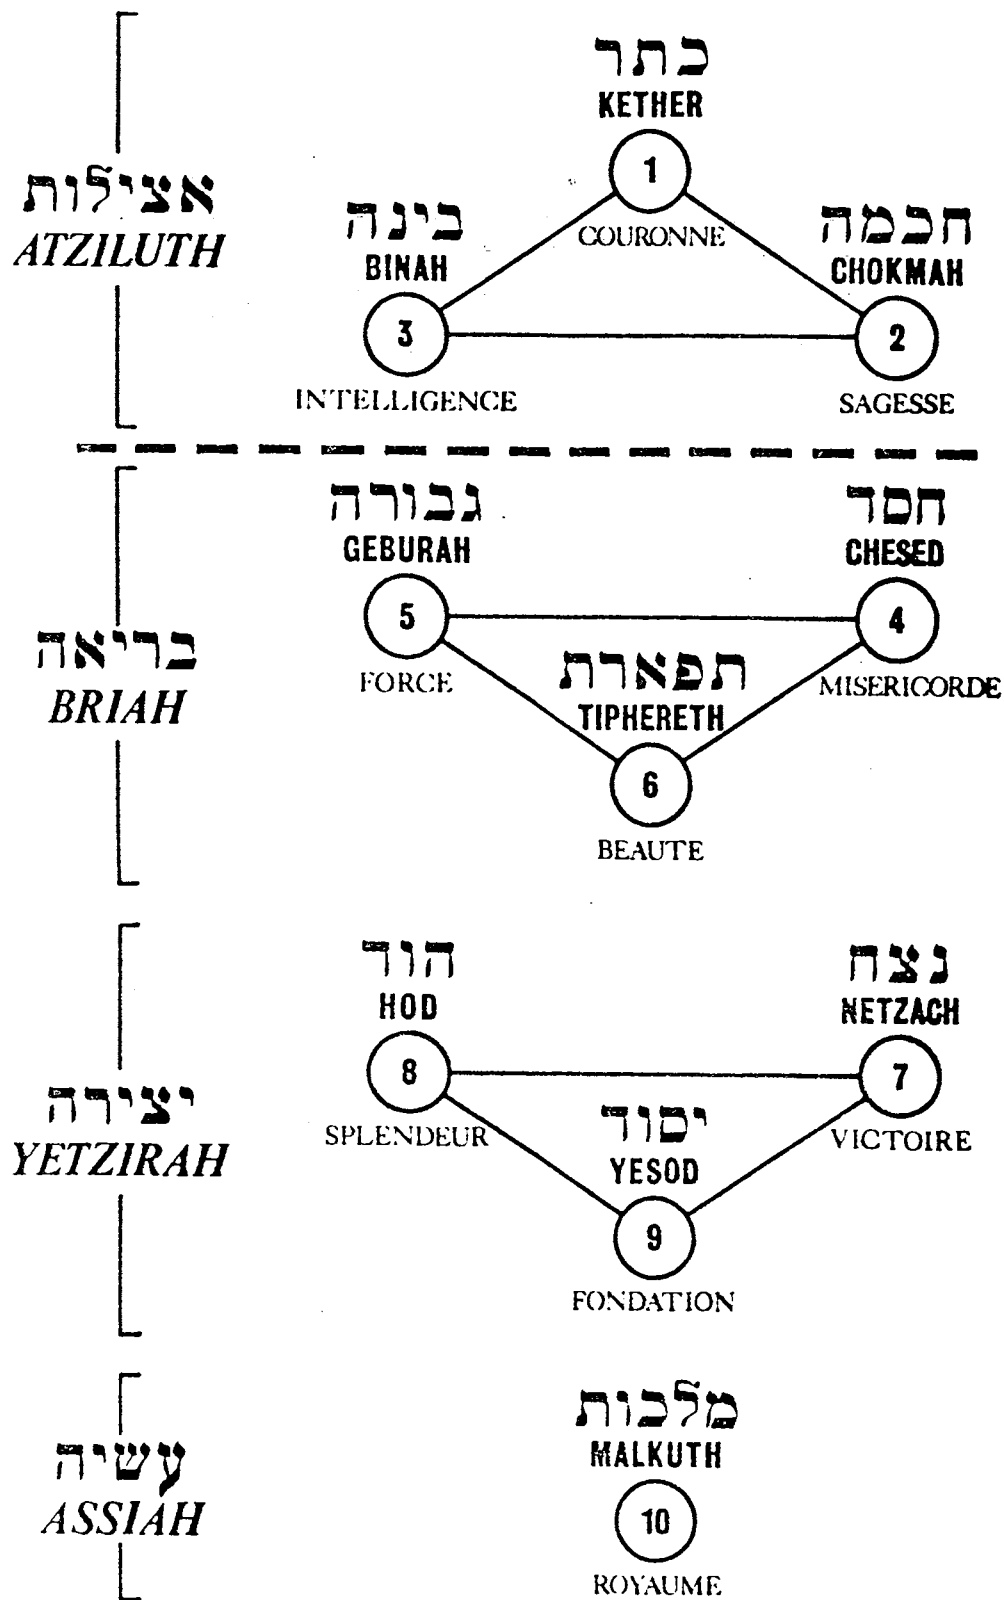 כתר
KETHER
1
COURONNE
אצילות
ATZILUTH
בינה
BINAH
3
INTELLIGENCE
חכמה
CHOKMAH
2
SAGESSE
גבורה
GEBURAH
5
FORCE
חסד
CHESED
4
MISERICORDE
בריאה
BRIAH
תפארת
TIPHERETH
6
BEAUTE
הוד
HOD
8
SPLENDEUR
נצח
NETZACH
7
VICTOIRE
יצירה
YETZIRAH
יסוד
YESOD
9
FONDATION
עשיה
ASSIAH
מלכות
MALKUTH
10
ROYAUME